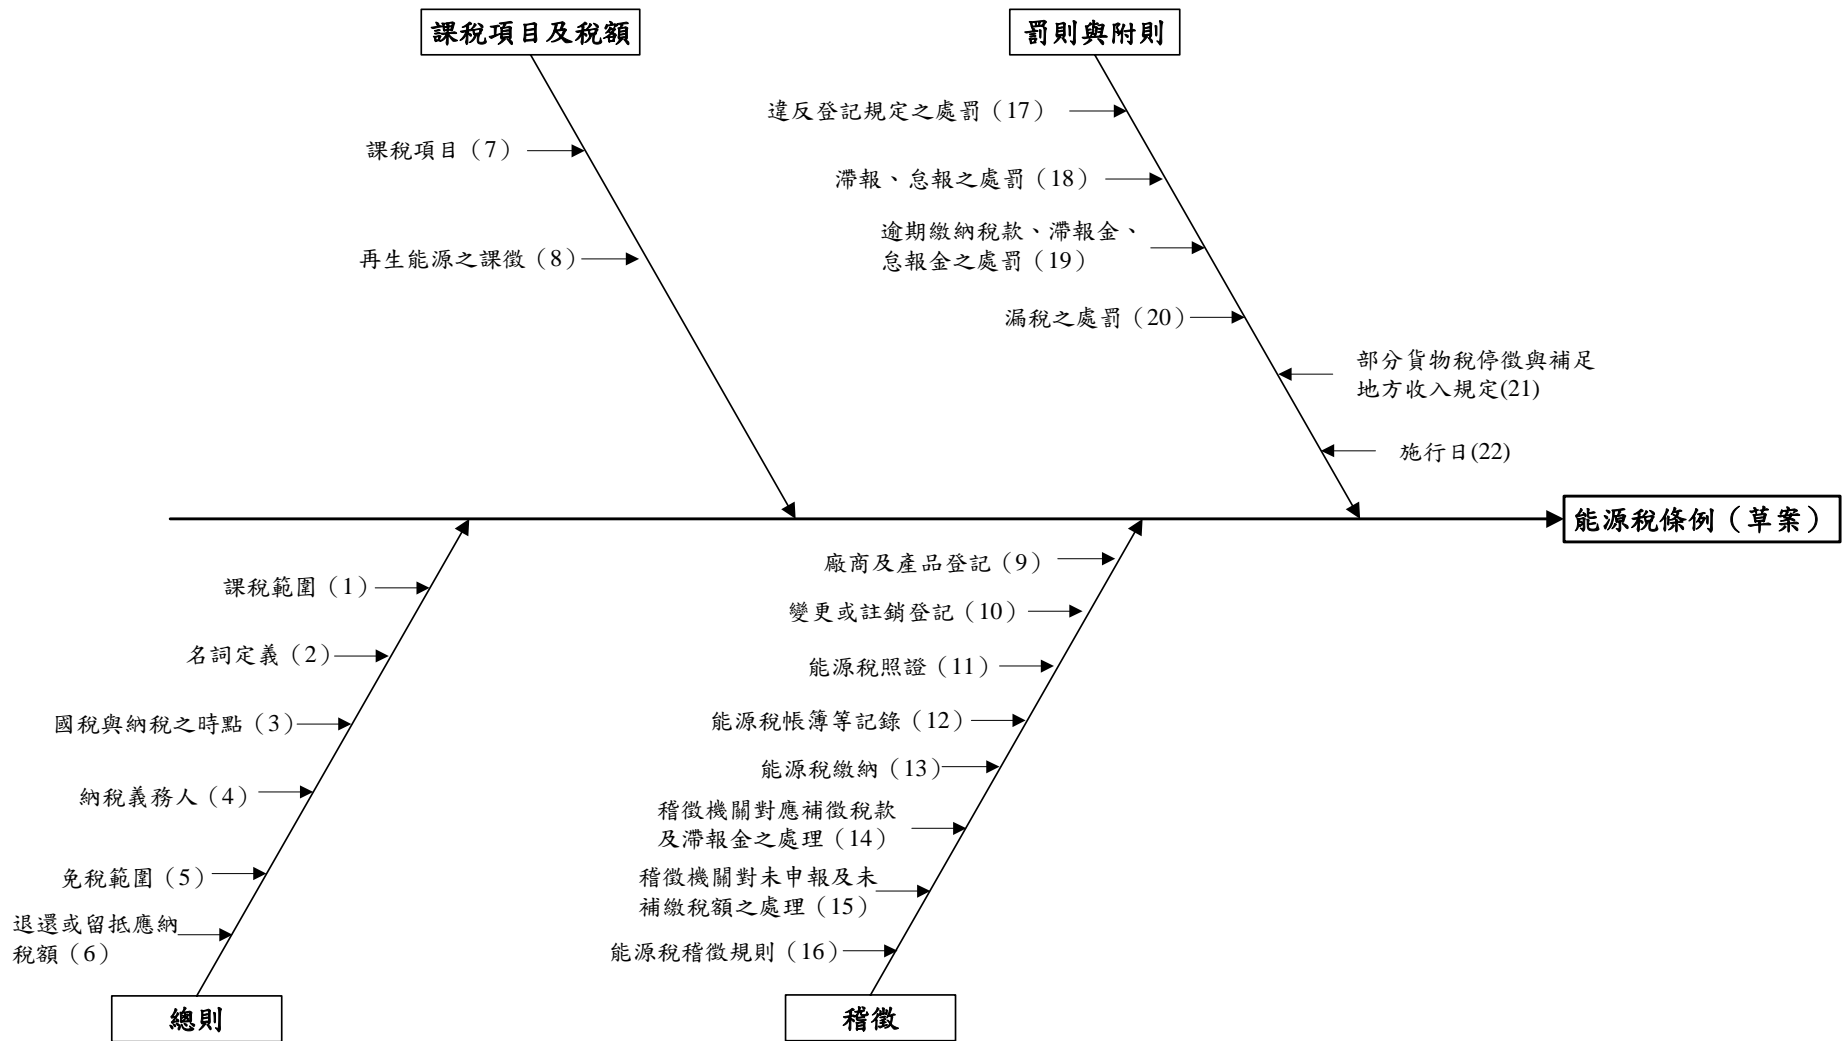 課稅項目及稅額
課稅項目（7）
再生能源之課徵（8）
罰則與附則
違反登記規定之處罰（17）
滯報、怠報之處罰（18）
逾期繳納稅款、滯報金、
怠報金之處罰（19）
漏稅之處罰（20）
部分貨物稅停徵與補足
地方收入規定(21)
施行日(22)
能源稅條例（草案）
課稅範圍（1）
名詞定義（2）
國稅與納稅之時點（3）
納稅義務人（4）
免稅範圍（5）
退還或留抵應納
稅額（6）
總則
廠商及產品登記（9）
變更或註銷登記（10）
能源稅照證（11）
能源稅帳簿等記錄（12）
能源稅繳納（13）
稽徵機關對應補徵稅款
及滯報金之處理（14）
稽徵機關對未申報及未
補繳稅額之處理（15）
能源稅稽徵規則（16）
稽徵